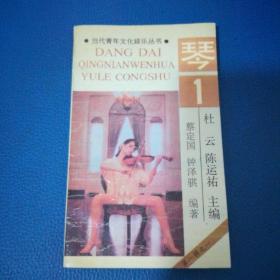 ●当代青年文化娱乐丛书●
DANG DAI
QINGNIANWENHUA
YULE CONGSHU
琴
1
杜云 陈运祐 主编
蔡定国 钟泽骐 编著